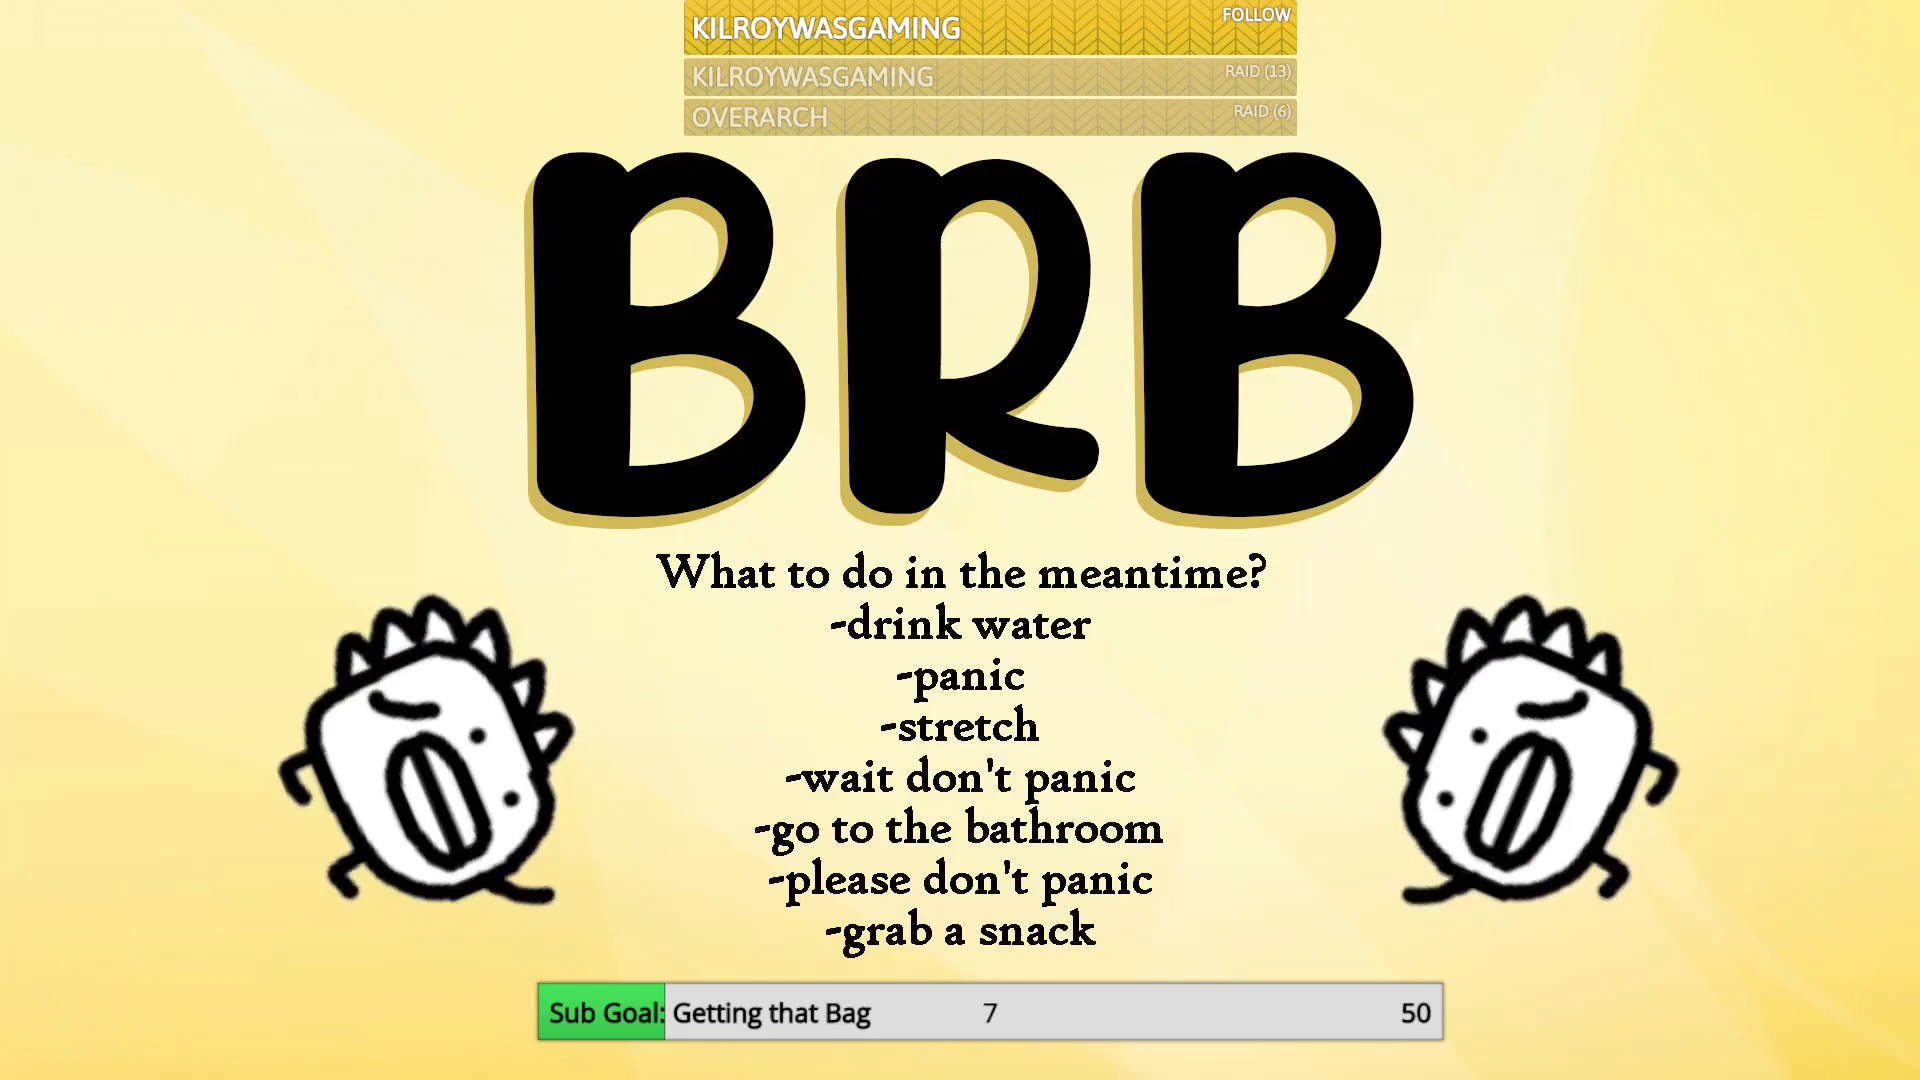 KILROYWASGAMING FOLLOW
KILROYWASGAMING RAID (13)
OVERARCH RAID (6)
BRB
What to do in the meantime?
-drink water
-panic
-stretch
-wait don't panic
-go to the bathroom
-please don't panic
-grab a snack
Sub Goal: Getting that Bag 7 50